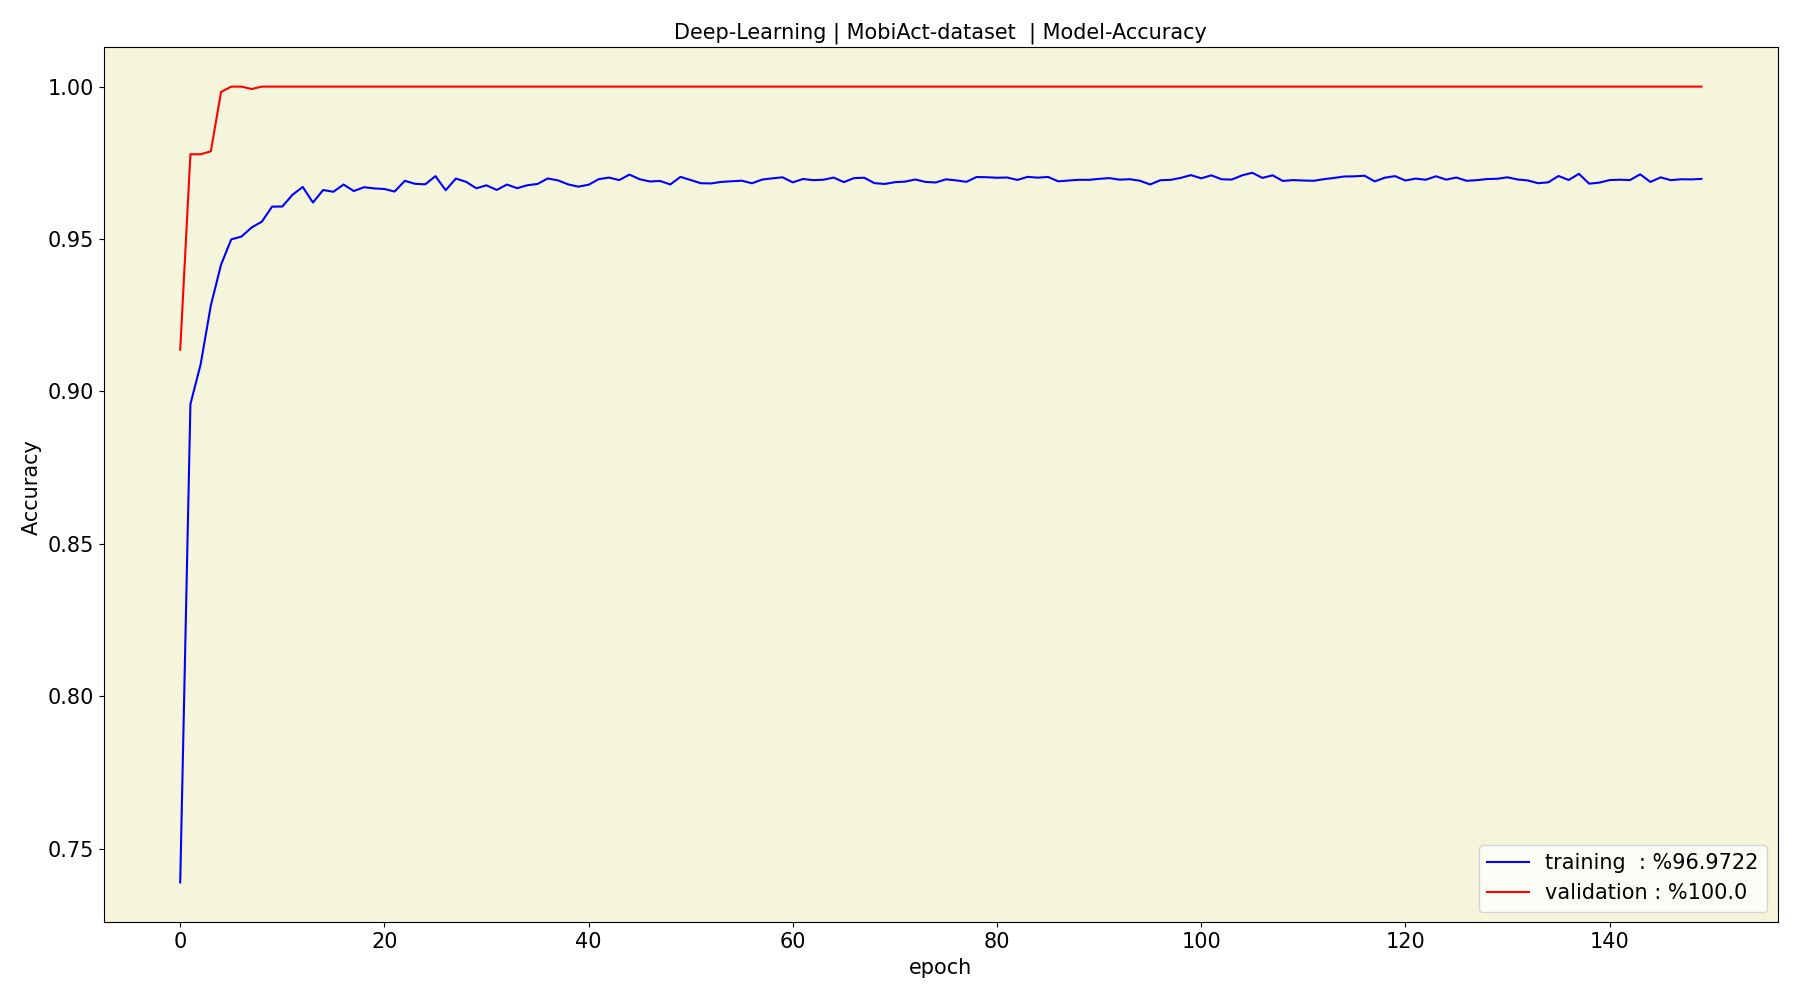 Deep-Learning | MobiAct-dataset  | Model-Accuracy
1.00
0.95
0.90
0.85
0.80
0.75
Accuracy
training  : %96.9722
validation : %100.0
0 20 40 60 80 100 120 140
epoch